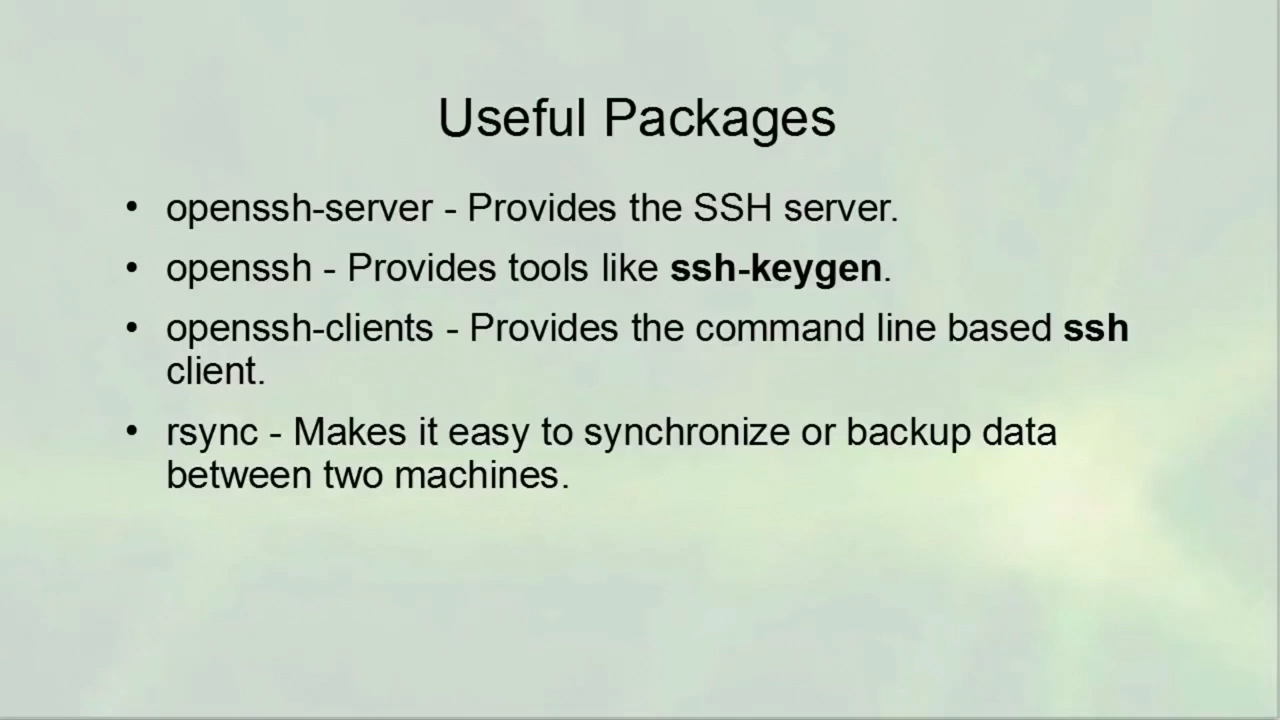 Useful Packages
• openssh-server - Provides the SSH server.
• openssh - Provides tools like ssh-keygen.
• openssh-clients - Provides the command line based ssh
client.
• rsync - Makes it easy to synchronize or backup data
between two machines.